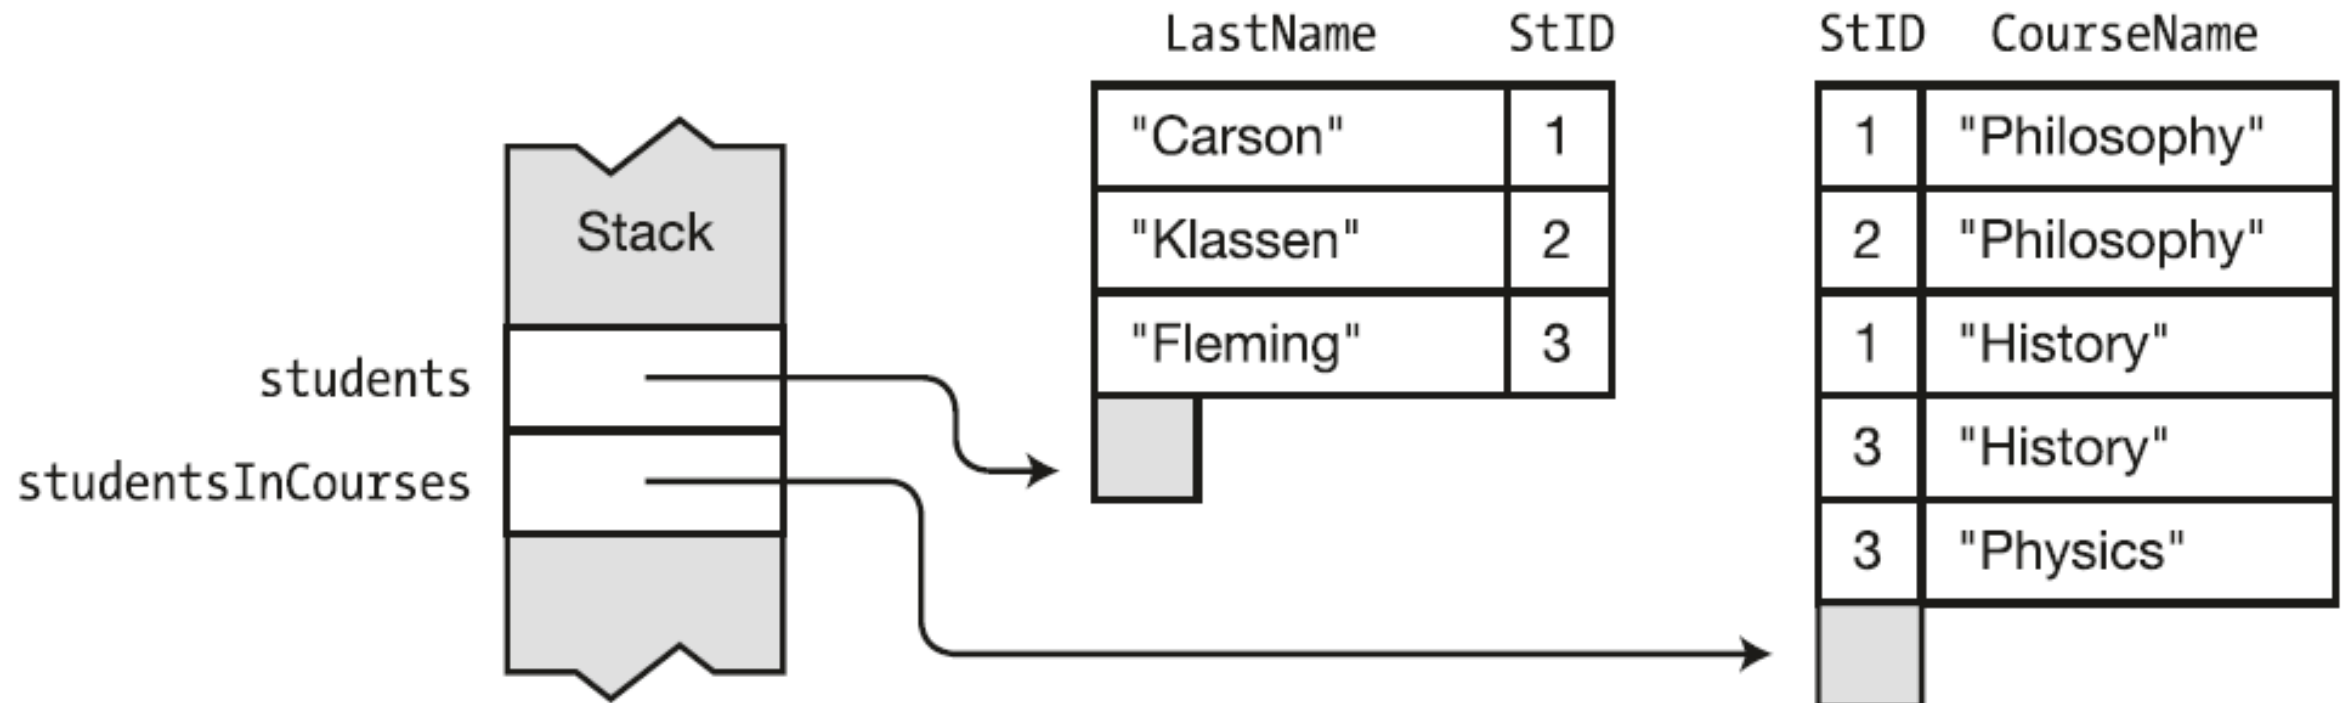 LastName StID
"Carson" 1
"Klassen" 2
"Fleming" 3
StID CourseName
1 "Philosophy"
2 "Philosophy"
1 "History"
3 "History"
3 "Physics"
Stack
students
studentsInCourses